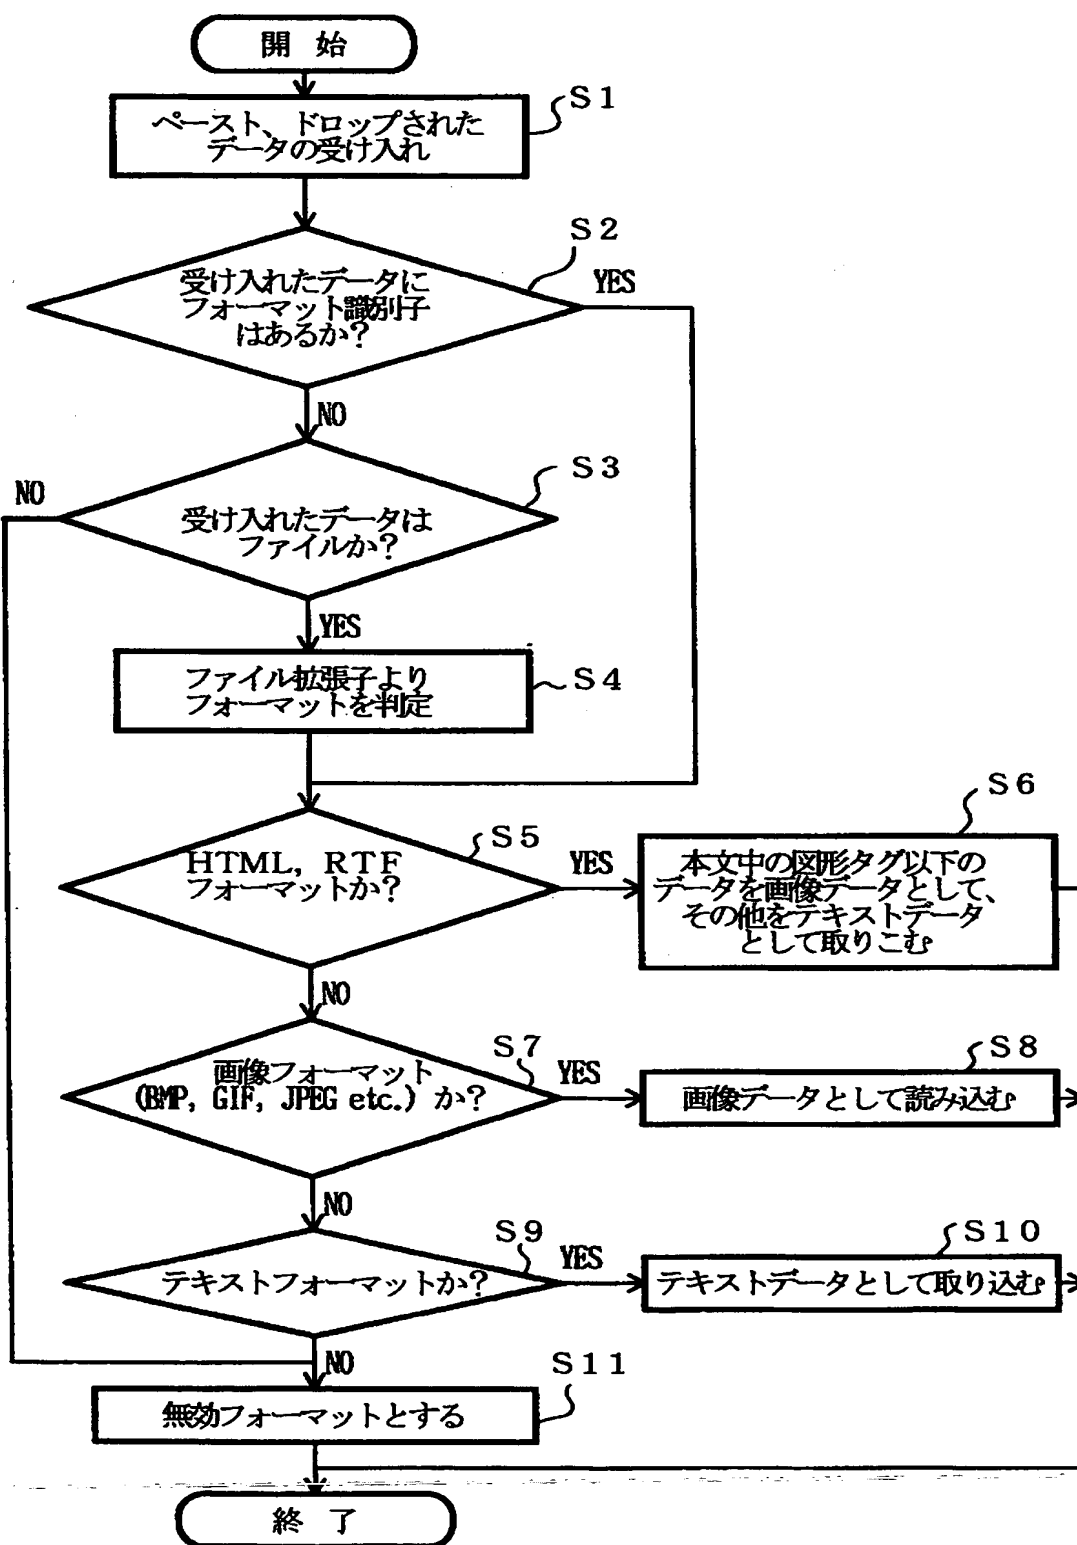 開 始
S1
ペースト、ドロップされた
データの受け入れ
S2
受け入れたデータに
フォーマット識別子
はあるか?
YES
NO
S3
NO
受け入れたデータは
ファイルか?
YES
ファイル拡張子より
フォーマットを判定
S4
S5
HTML, RTF
フォーマットか?
YES
S6
本文中の図形タグ以下の
データを画像データとして、
その他をテキストデータ
として取りこむ
NO
S7
画像フォーマット
(BMP, GIF, JPEG etc.) か?
YES
S8
画像データとして読み込む
NO
S9
テキストフォーマットか?
YES
S10
テキストデータとして取り込む
NO
S11
無効フォーマットとする
終 了